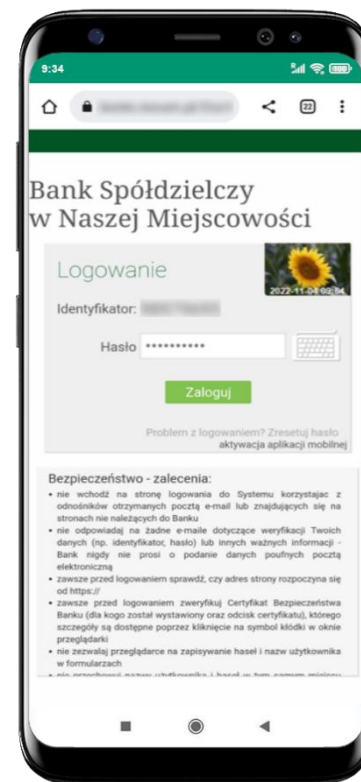 9:34
22
Bank Spółdzielczy
w Naszej Miejscowości
Logowanie
2022-11-04 09:34
Identyfikator:
Hasło **********
Zaloguj
Problem z logowaniem? Zresetuj hasło
aktywacja aplikacji mobilnej
Bezpieczeństwo - zalecenia:
• nie wchodź na stronę logowania do Systemu korzystając z
odnośników otrzymanych pocztą e-mail lub znajdujących się na
stronach nie należących do Banku
• nie odpowiadaj na żadne e-maile dotyczące weryfikacji Twoich
danych (np. identyfikator, hasło) lub innych ważnych informacji -
Bank nigdy nie prosi o podanie danych poufnych pocztą
elektroniczną
• zawsze przed logowaniem sprawdź, czy adres strony rozpoczyna się
od https://
• zawsze przed logowaniem zweryfikuj Certyfikat Bezpieczeństwa
Banku (dla kogo został wystawiony oraz odcisk certyfikatu), którego
szczegóły są dostępne poprzez kliknięcie na symbol kłódki w oknie
przeglądarki
• nie zezwalaj przeglądarce na zapisywanie haseł i nazw użytkownika
w formularzach